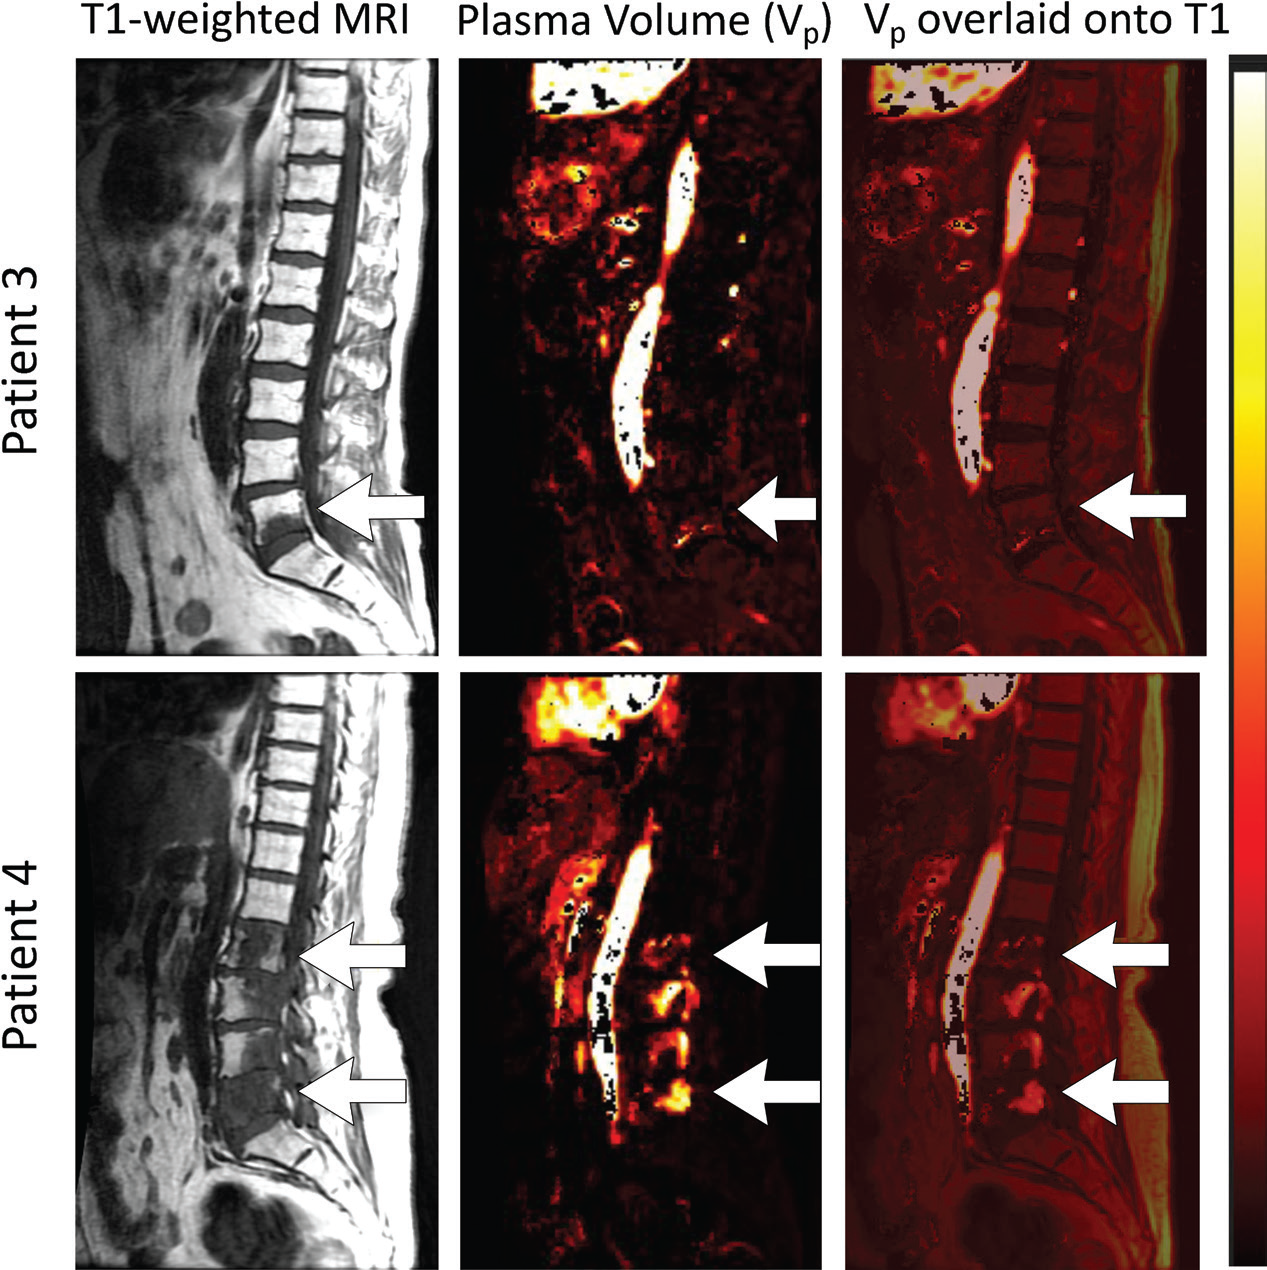 T1-weighted MRI
Plasma Volume (Vp)
Vp overlaid onto T1
Patient 3
Patient 4